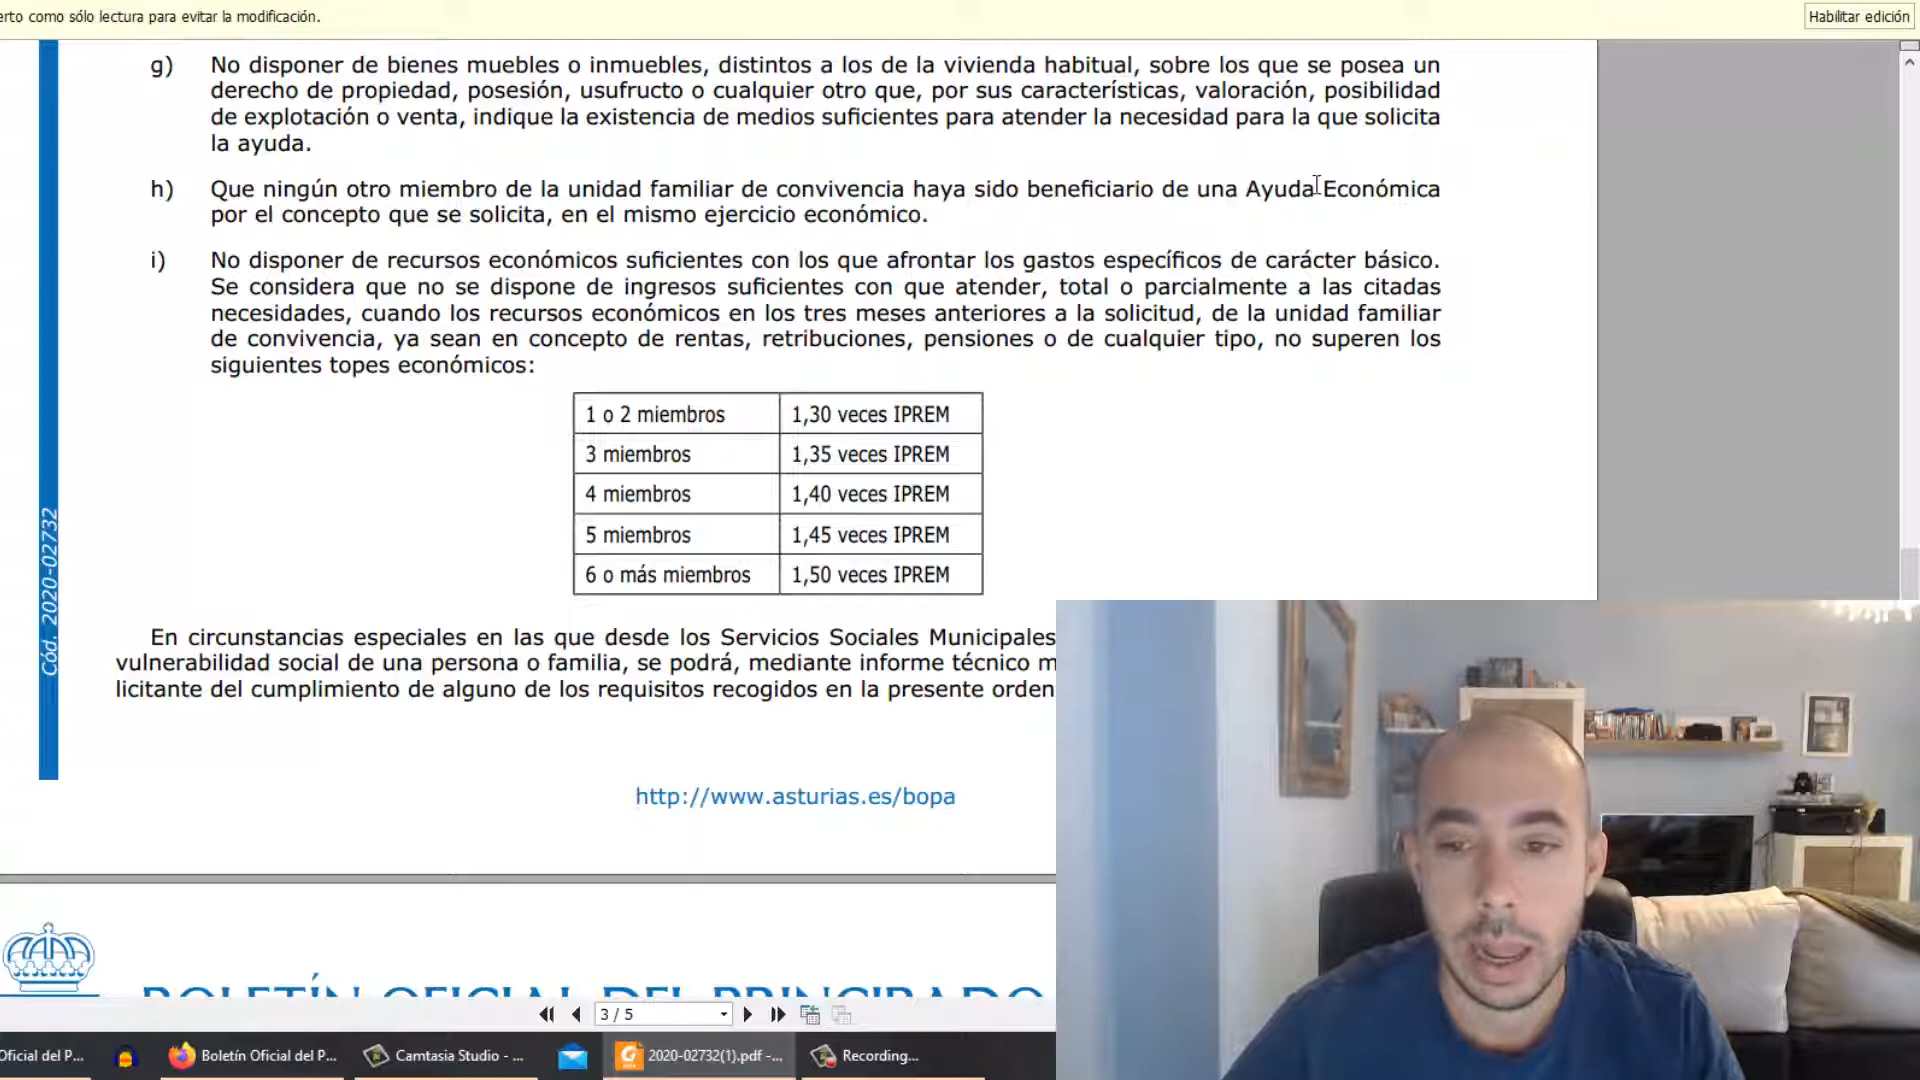 erto como sólo lectura para evitar la modificación.
Habilitar edición
g) No disponer de bienes muebles o inmuebles, distintos a los de la vivienda habitual, sobre los que se posea un
derecho de propiedad, posesión, usufructo o cualquier otro que, por sus características, valoración, posibilidad
de explotación o venta, indique la existencia de medios suficientes para atender la necesidad para la que solicita
la ayuda.
h) Que ningún otro miembro de la unidad familiar de convivencia haya sido beneficiario de una Ayuda Económica
por el concepto que se solicita, en el mismo ejercicio económico.
i) No disponer de recursos económicos suficientes con los que afrontar los gastos específicos de carácter básico.
Se considera que no se dispone de ingresos suficientes con que atender, total o parcialmente a las citadas
necesidades, cuando los recursos económicos en los tres meses anteriores a la solicitud, de la unidad familiar
de convivencia, ya sean en concepto de rentas, retribuciones, pensiones o de cualquier tipo, no superen los
siguientes topes económicos:
1 o 2 miembros 1,30 veces IPREM
3 miembros 1,35 veces IPREM
4 miembros 1,40 veces IPREM
5 miembros 1,45 veces IPREM
6 o más miembros 1,50 veces IPREM
Cód. 2020-02732
En circunstancias especiales en las que desde los Servicios Sociales Municipales
vulnerabilidad social de una persona o familia, se podrá, mediante informe técnico m
licitante del cumplimiento de alguno de los requisitos recogidos en la presente orden
http://www.asturias.es/bopa
BOLETÍN OFICIAL DEL PRINCIPADO
3 / 5
Oficial del P...
Boletín Oficial del P...
Camtasia Studio - ...
2020-02732(1).pdf -...
Recording...